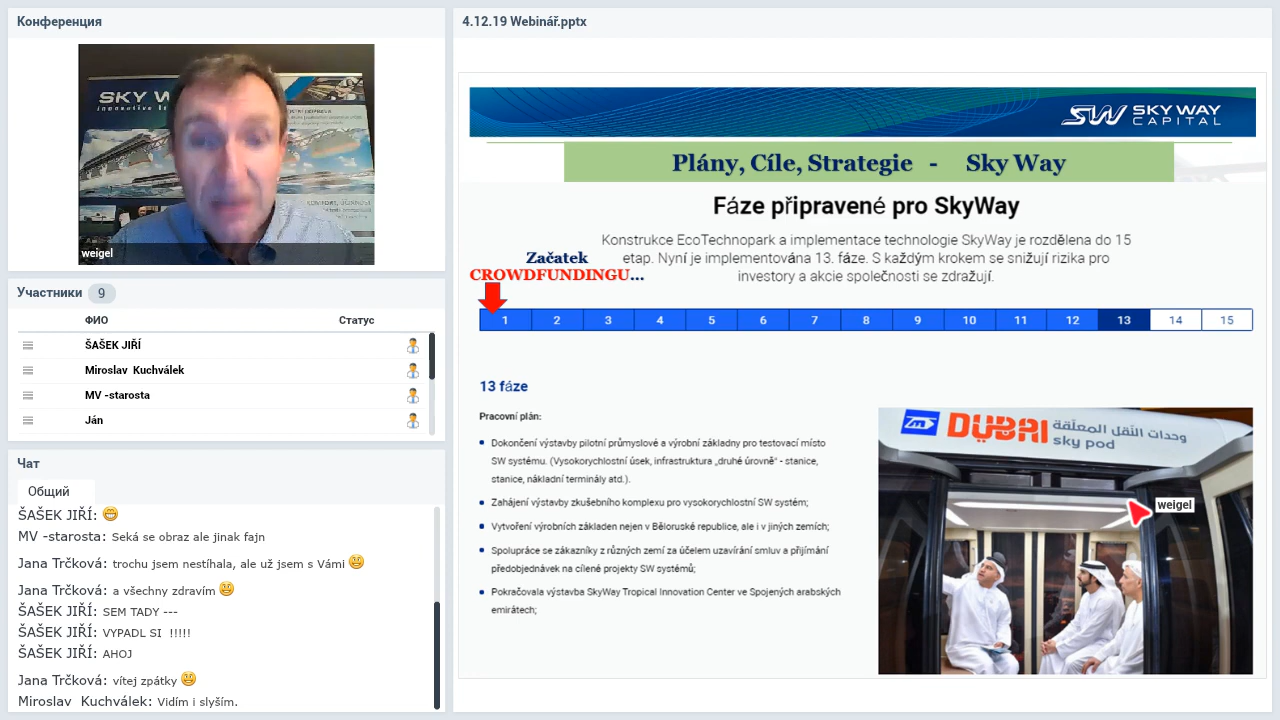 Конференция
SKY W
innovative
weigel
Участники 9
ФИО Статус
ŠAŠEK JIŘÍ
Miroslav Kuchválek
MV -starosta
Ján
Чат
Общий
ŠAŠEK JIŘÍ:
MV -starosta: Seká se obraz ale jinak fajn
Jana Trčková: trochu jsem nestíhala, ale už jsem s Vámi
Jana Trčková: a všechny zdravím
ŠAŠEK JIŘÍ: SEM TADY ---
ŠAŠEK JIŘÍ: VYPADL SI !!!!!
ŠAŠEK JIŘÍ: AHOJ
Jana Trčková: vítej zpátky
Miroslav Kuchválek: Vidím i slyším.
4.12.19 Webinář.pptx
SW SKY WAY
CAPITAL
Plány, Cíle, Strategie - Sky Way
Fáze připravené pro SkyWay
Konstrukce EcoTechnopark a implementace technologie SkyWay je rozdělena do 15
etap. Nyní je implementována 13. fáze. S každým krokem se snižují rizika pro
investory a akcie společnosti se zdražují.
Začatek
CROWDFUNDINGU...
1 2 3 4 5 6 7 8 9 10 11 12 13 14 15
13 fáze
Pracovní plán:
Dokončení výstavby pilotní průmyslové a výrobní základny pro testovací místo
SW systému. (Vysokorychlostní úsek, infrastruktura „druhé úrovně“ - stanice,
stanice, nákladní terminály atd.).
Zahájení výstavby zkušebního komplexu pro vysokorychlostní SW systém;
Vytvoření výrobních základen nejen v Běloruské republice, ale i v jiných zemích;
Spolupráce se zákazníky z různých zemí za účelem uzavírání smluv a přijímání
předobjednávek na cílené projekty SW systémů;
Pokračovala výstavba SkyWay Tropical Innovation Center ve Spojených arabských
emirátech;
DUBAI وحدات التنقل المعلقة
sky pod
weigel